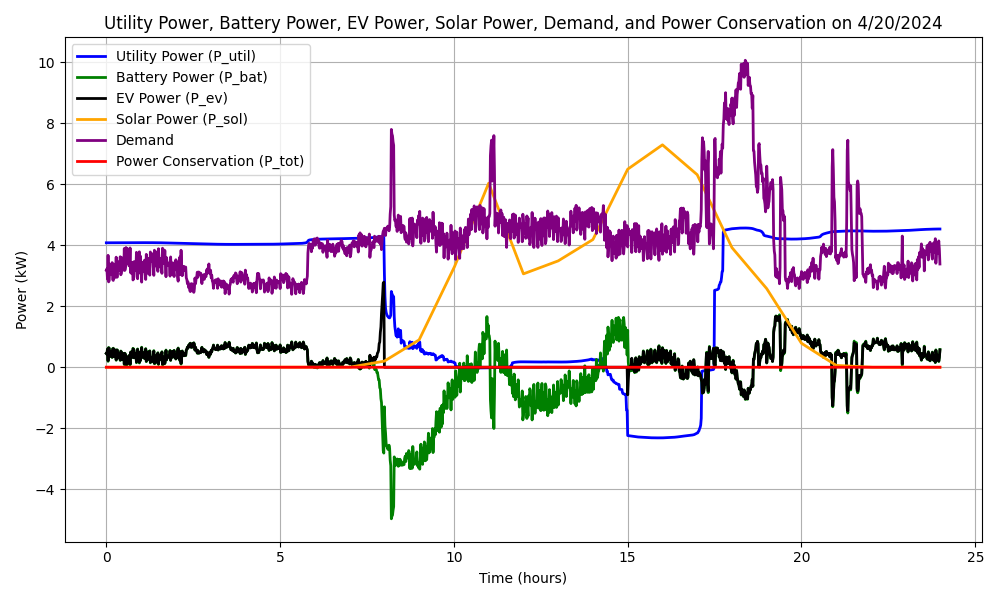 Utility Power, Battery Power, EV Power, Solar Power, Demand, and Power Conservation on 4/20/2024
Utility Power (P_util)
Battery Power (P_bat)
EV Power (P_ev)
Solar Power (P_sol)
Demand
Power Conservation (P_tot)
Power (kW)
10
8
6
4
2
0
−2
−4
0
5
10
15
20
25
Time (hours)